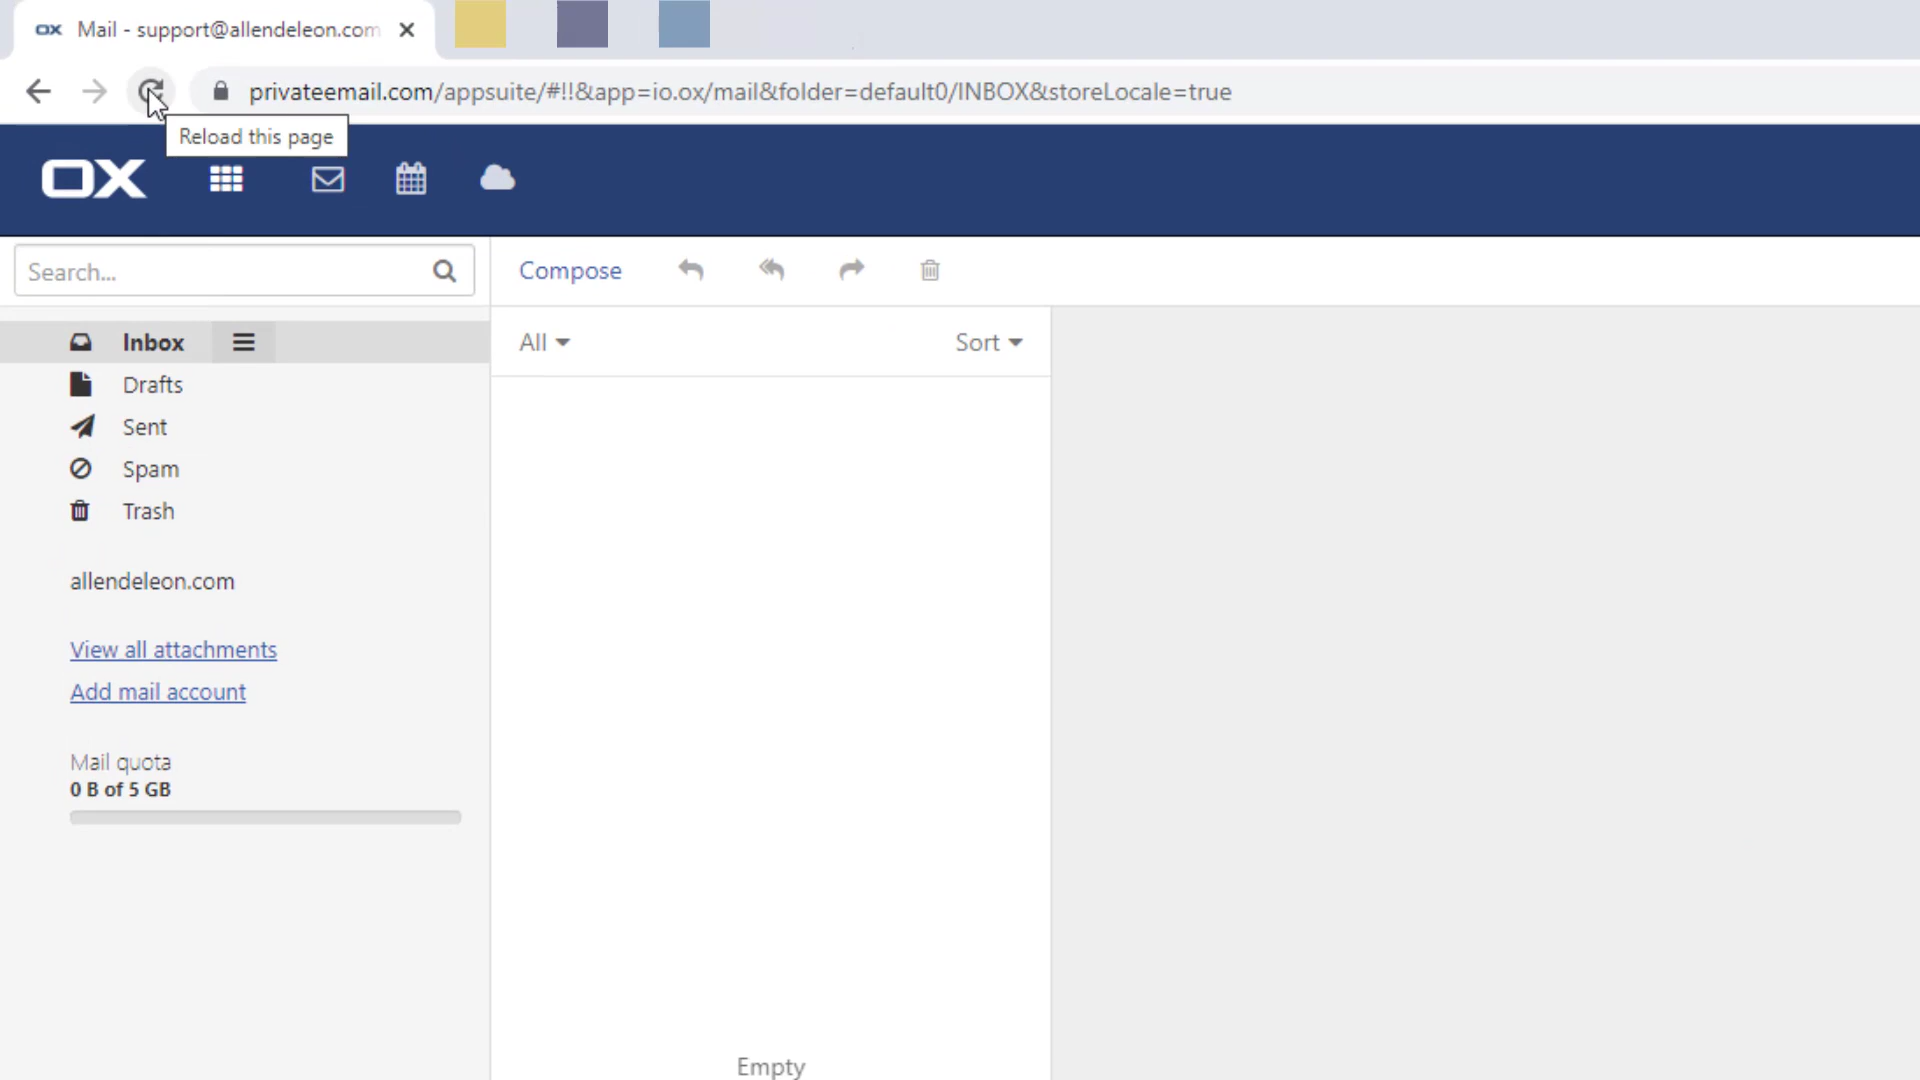 OX Mail - support@allendeleon.com
privateemail.com/appsuite/#!!&app=io.ox/mail&folder=default0/INBOX&storeLocale=true
Reload this page
OX
Search...
Compose
Inbox
All
Sort
Drafts
Sent
Spam
Trash
allendeleon.com
View all attachments
Add mail account
Mail quota
0 B of 5 GB
Empty